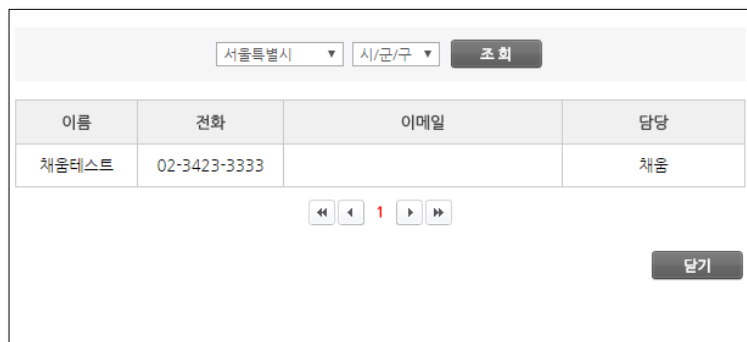 서울특별시 시/군/구 조회
이름 전화 이메일 담당
채움테스트 02-3423-3333 채움
1
닫기